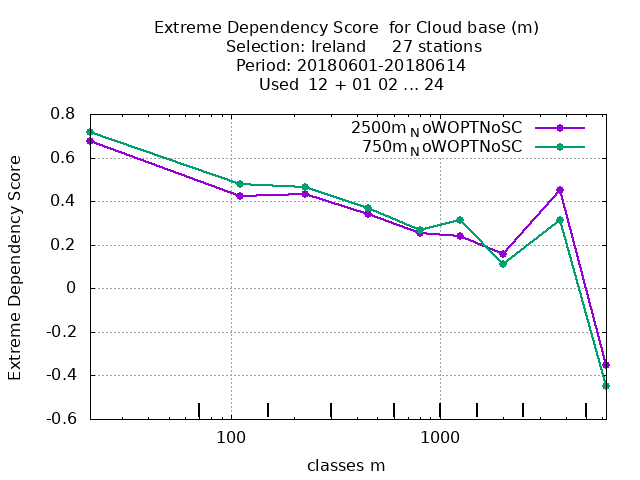 Extreme Dependency Score  for Cloud base (m)
Selection: Ireland     27 stations
Period: 20180601-20180614
Used  12 + 01 02 ... 24
2500m_NoWOPTNoSC
750m_NoWOPTNoSC
Extreme Dependency Score
0.8
0.6
0.4
0.2
0
-0.2
-0.4
-0.6
100 1000
classes m